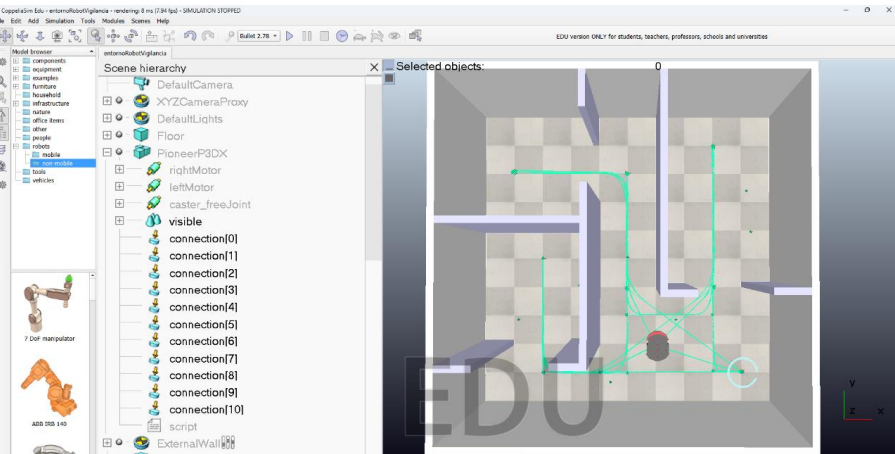 CoppeliaSim Edu - entornoRobotVigilancia - rendering: 8 ms (7.94 fps) - SIMULATION STOPPED
Edit Add Simulation Tools Modules Scenes Help
Bullet 2.78
EDU version ONLY for students, teachers, professors, schools and universities
Model browser
components
equipment
examples
furniture
household
infrastructure
nature
office items
other
people
robots
mobile
non-mobile
tools
vehicles
7 DoF manipulator
ABB IRB 140
entornoRobotVigilancia
Scene hierarchy
DefaultCamera
XYZCameraProxy
DefaultLights
Floor
PioneerP3DX
rightMotor
leftMotor
caster_freeJoint
visible
connection[0]
connection[1]
connection[2]
connection[3]
connection[4]
connection[5]
connection[6]
connection[7]
connection[8]
connection[9]
connection[10]
script
ExternalWall
Selected objects: 0
EDU
y
z x